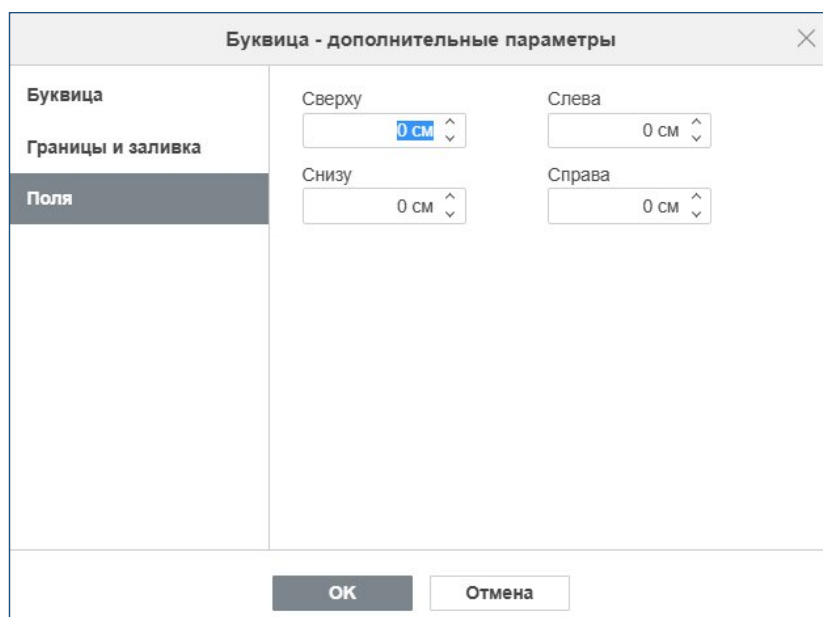 Буквица - дополнительные параметры
Буквица
Границы и заливка
Поля
Сверху Слева
0 см 0 см
Снизу Справа
0 см 0 см
ОК Отмена